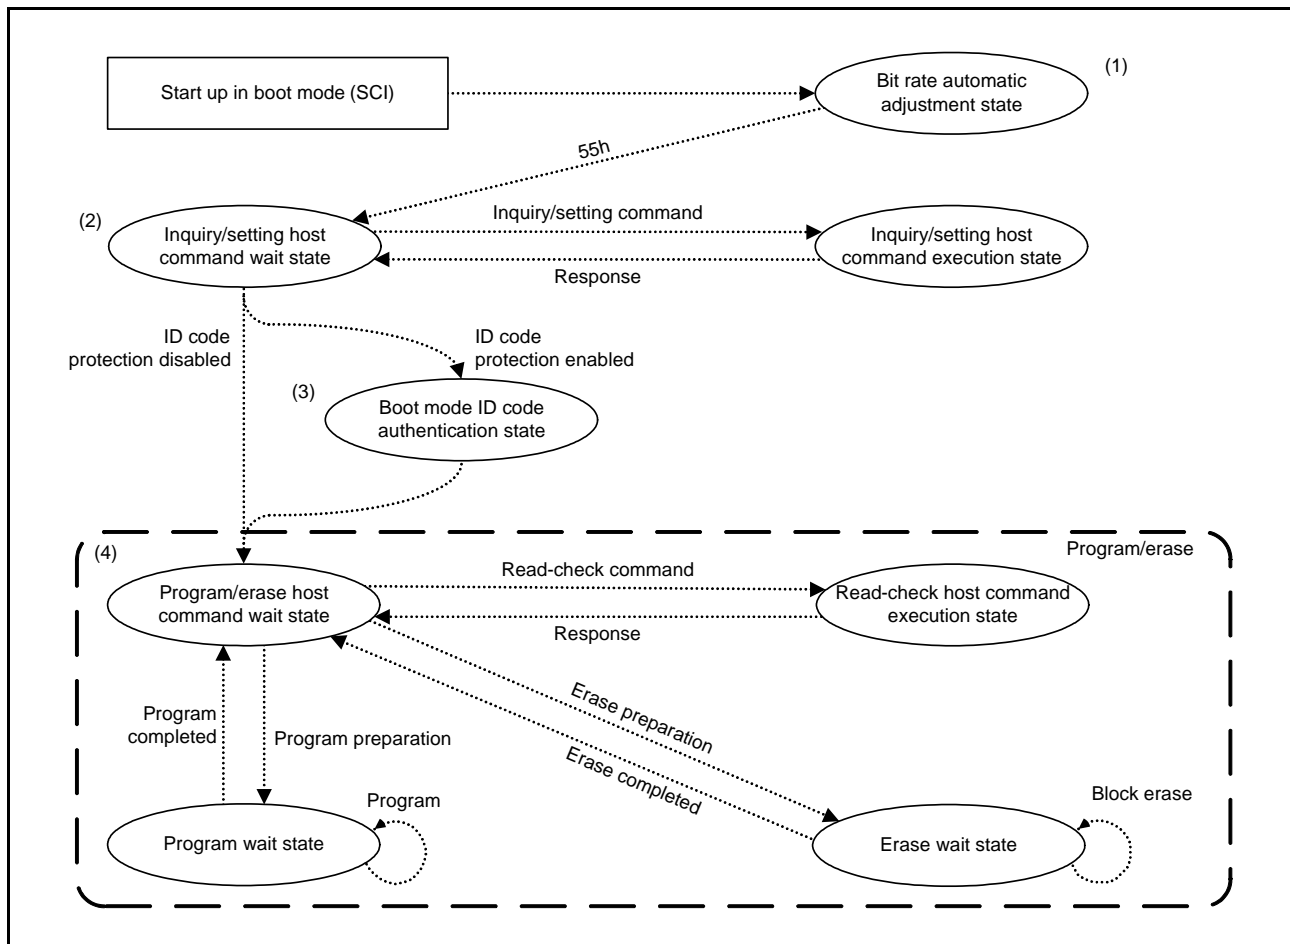 Start up in boot mode (SCI)
Bit rate automatic
adjustment state
(1)
55h
(2)
Inquiry/setting host
command wait state
Inquiry/setting command
Response
Inquiry/setting host
command execution state
ID code
protection disabled
ID code
protection enabled
(3)
Boot mode ID code
authentication state
(4)
Program/erase
Program/erase host
command wait state
Read-check command
Response
Read-check host command
execution state
Program
completed
Program preparation
Erase preparation
Erase completed
Program
Program wait state
Block erase
Erase wait state